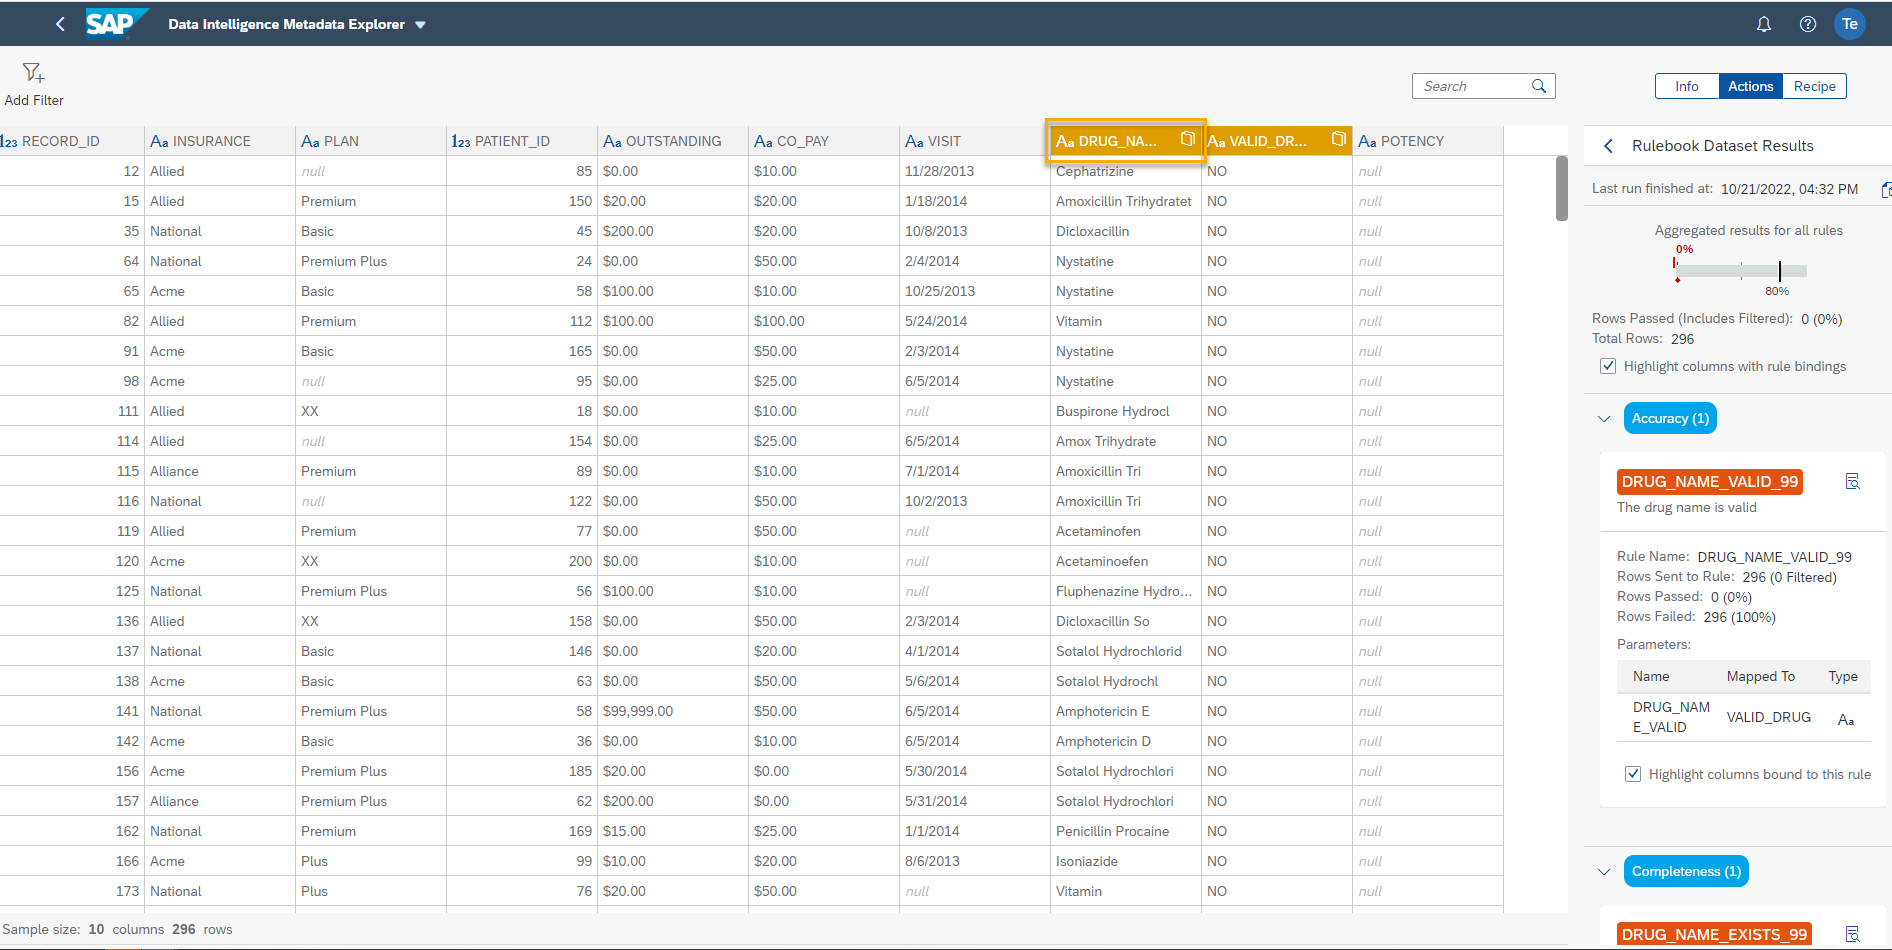 SAP Data Intelligence Metadata Explorer Te
Add Filter
Search
Info Actions Recipe
123 RECORD_ID Aa INSURANCE Aa PLAN 123 PATIENT_ID Aa OUTSTANDING Aa CO_PAY Aa VISIT Aa DRUG_NA... Aa VALID_DR... Aa POTENCY
12 Allied null 85 $0.00 $10.00 11/28/2013 Cephatrizine NO null
15 Allied Premium 150 $20.00 $20.00 1/18/2014 Amoxicillin Trihydratet NO null
35 National Basic 45 $200.00 $20.00 10/8/2013 Dicloxacillin NO null
64 National Premium Plus 24 $0.00 $50.00 2/4/2014 Nystatine NO null
65 Acme Basic 58 $100.00 $10.00 10/25/2013 Nystatine NO null
82 Allied Premium 112 $100.00 $100.00 5/24/2014 Vitamin NO null
91 Acme Basic 165 $0.00 $50.00 2/3/2014 Nystatine NO null
98 Acme null 95 $0.00 $25.00 6/5/2014 Nystatine NO null
111 Allied XX 18 $0.00 $10.00 null Buspirone Hydrocl NO null
114 Allied null 154 $0.00 $25.00 6/5/2014 Amox Trihydrate NO null
115 Alliance Premium 89 $0.00 $10.00 7/1/2014 Amoxicillin Tri NO null
116 National null 122 $0.00 $50.00 10/2/2013 Amoxicillin Tri NO null
119 Allied Premium 77 $0.00 $50.00 null Acetaminofen NO null
120 Acme XX 200 $0.00 $10.00 null Acetaminoefen NO null
125 National Premium Plus 56 $100.00 $10.00 null Fluphenazine Hydro... NO null
136 Allied XX 158 $0.00 $50.00 2/3/2014 Dicloxacillin So NO null
137 National Basic 146 $0.00 $20.00 4/1/2014 Sotalol Hydrochlorid NO null
138 Acme Basic 63 $0.00 $50.00 5/6/2014 Sotalol Hydrochl NO null
141 National Premium Plus 58 $99,999.00 $50.00 6/5/2014 Amphotericin E NO null
142 Acme Basic 36 $0.00 $10.00 6/5/2014 Amphotericin D NO null
156 Acme Premium Plus 185 $20.00 $0.00 5/30/2014 Sotalol Hydrochlori NO null
157 Alliance Premium Plus 62 $200.00 $0.00 5/31/2014 Sotalol Hydrochlori NO null
162 National Premium 169 $15.00 $25.00 1/1/2014 Penicillin Procaine NO null
166 Acme Plus 99 $10.00 $20.00 8/6/2013 Isoniazide NO null
173 National Plus 76 $20.00 $50.00 null Vitamin NO null
Sample size: 10 columns 296 rows
Rulebook Dataset Results
Last run finished at: 10/21/2022, 04:32 PM
Aggregated results for all rules
0%
80%
Rows Passed (Includes Filtered): 0 (0%)
Total Rows: 296
Highlight columns with rule bindings
Accuracy (1)
DRUG_NAME_VALID_99
The drug name is valid
Rule Name: DRUG_NAME_VALID_99
Rows Sent to Rule: 296 (0 Filtered)
Rows Passed: 0 (0%)
Rows Failed: 296 (100%)
Parameters:
Name Mapped To Type
DRUG_NAM
E_VALID VALID_DRUG Aa
Highlight columns bound to this rule
Completeness (1)
DRUG_NAME_EXISTS_99